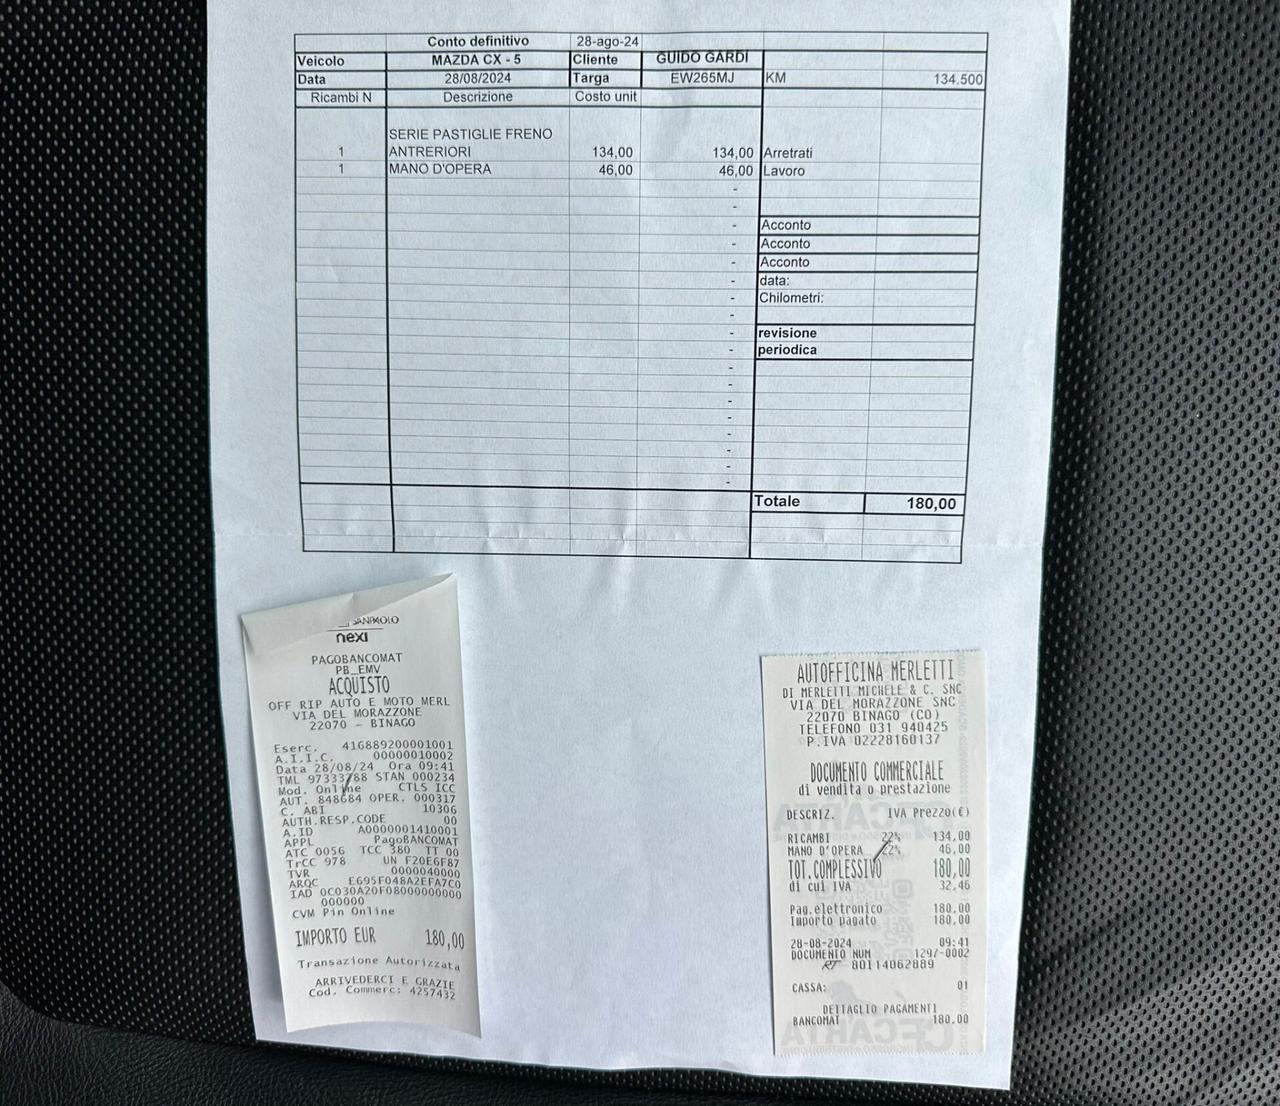 Conto definitivo 28-ago-24
Veicolo MAZDA CX - 5 Cliente GUIDO GARDI
Data 28/08/2024 Targa EW265MJ KM 134.500
Ricambi N Descrizione Costo unit
SERIE PASTIGLIE FRENO
1 ANTRERIORI 134,00 134,00 Arretrati
1 MANO D'OPERA 46,00 46,00 Lavoro
-
-
- Acconto
- Acconto
- Acconto
- data:
- Chilometri:
-
- revisione
- periodica
-
-
-
-
-
-
-
-
Totale 180,00
SANPAOLO
nexi
PAGOBANCOMAT
PB_EMV
ACQUISTO
OFF RIP AUTO E MOTO MERL
VIA DEL MORAZZONE
22070 - BINAGO
Eserc. 416889200001001
A.I.I.C. 00000010002
Data 28/08/24 Ora 09:41
TML 97333788 STAN 000234
Mod. Online CTLS ICC
AUT. 848684 OPER. 000317
C. ABI 10306
AUTH.RESP.CODE 00
A.ID A0000001410001
APPL PagoBANCOMAT
ATC 0056 TCC 380 TT 00
TrCC 978 UN F20E6F87
TVR 0000040000
ARQC E695F048A2EFA7C0
IAD 0C030A20F08000000000
000000
CVM Pin Online
IMPORTO EUR 180,00
Transazione Autorizzata
ARRIVEDERCI E GRAZIE
Cod. Commerc: 4257432
AUTOFFICINA MERLETTI
DI MERLETTI MICHELE & C. SNC
VIA DEL MORAZZONE SNC
22070 BINAGO (CO)
TELEFONO 031 940425
P.IVA 02228160137
DOCUMENTO COMMERCIALE
di vendita o prestazione
DESCRIZ. IVA Prezzo(€)
RICAMBI 22% 134,00
MANO D'OPERA 22% 46,00
TOT.COMPLESSIVO 180,00
di cui IVA 32,46
Pag.elettronico 180,00
Importo pagato 180,00
28-08-2024 09:41
DOCUMENTO NUM 1297-0002
RT 80114062889
CASSA: 01
DETTAGLIO PAGAMENTI
BANCOMAT 180,00